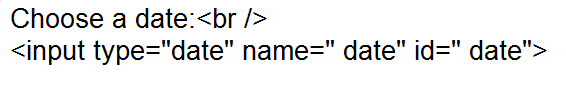 Choose a date:<br />
<input type="date" name=" date" id=" date">